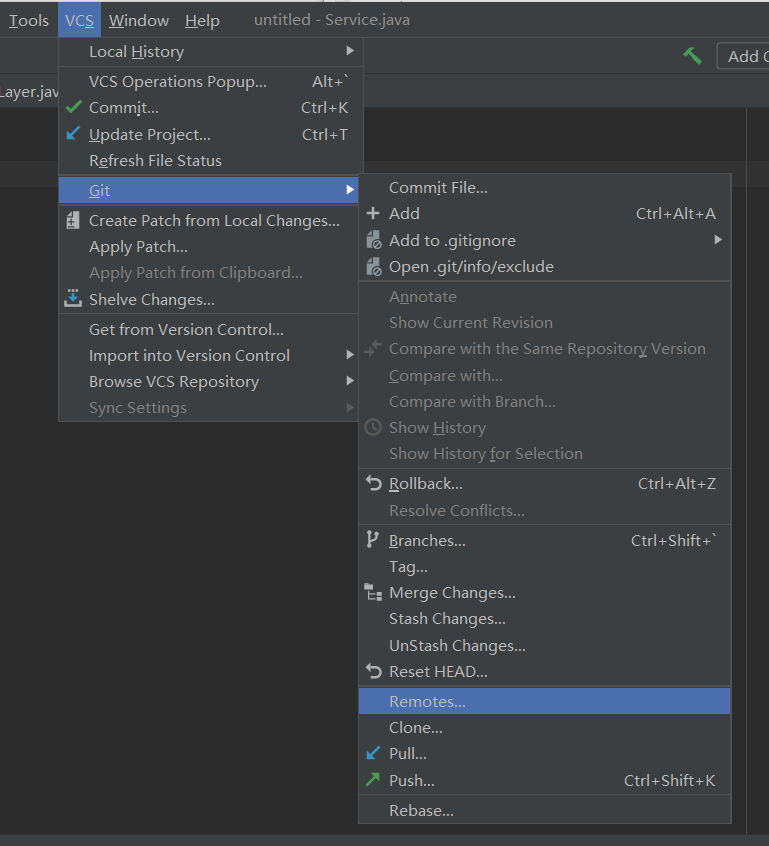 Tools VCS Window Help untitled - Service.java
Add
Layer.jav
Local History
VCS Operations Popup... Alt+`
Commit... Ctrl+K
Update Project... Ctrl+T
Refresh File Status
Git
Create Patch from Local Changes...
Apply Patch...
Apply Patch from Clipboard...
Shelve Changes...
Get from Version Control...
Import into Version Control
Browse VCS Repository
Sync Settings
Commit File...
Add Ctrl+Alt+A
Add to .gitignore
Open .git/info/exclude
Annotate
Show Current Revision
Compare with the Same Repository Version
Compare with...
Compare with Branch...
Show History
Show History for Selection
Rollback... Ctrl+Alt+Z
Resolve Conflicts...
Branches... Ctrl+Shift+`
Tag...
Merge Changes...
Stash Changes...
UnStash Changes...
Reset HEAD...
Remotes...
Clone...
Pull...
Push... Ctrl+Shift+K
Rebase...